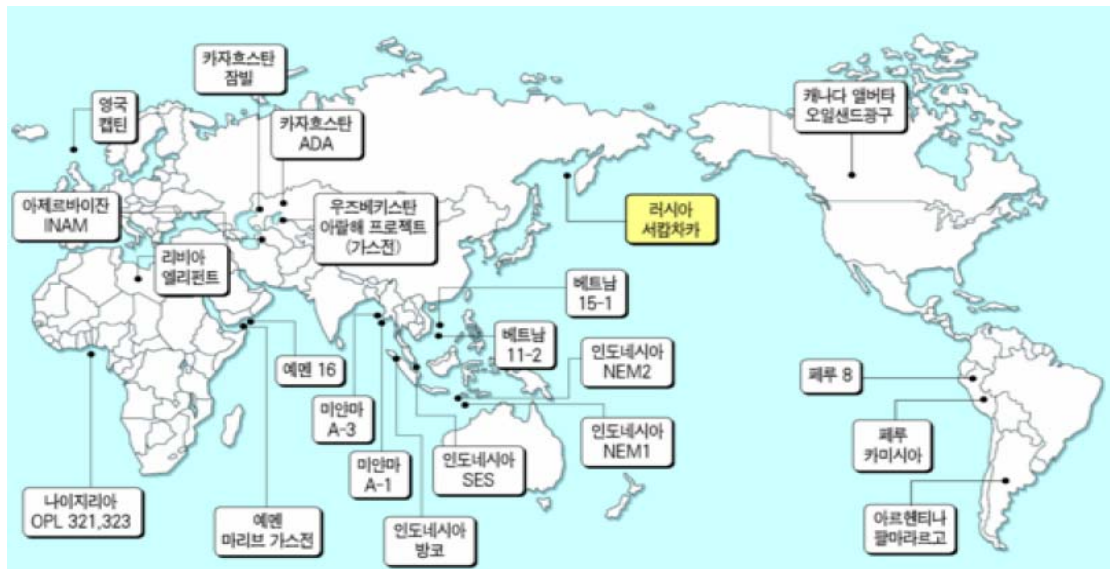 카자흐스탄
잠빌
영국
캡틴
카자흐스탄
ADA
캐나다 앨버타
오일샌드광구
아제르바이잔
INAM
우즈베키스탄
아랄해 프로젝트
(가스전)
러시아
서캄차카
리비아
엘리펀트
베트남
15-1
베트남
11-2
예멘 16
인도네시아
NEM2
페루 8
미얀마
A-3
인도네시아
NEM1
페루
카미시아
미얀마
A-1
인도네시아
SES
나이지리아
OPL 321,323
예멘
마리브 가스전
인도네시아
방코
아르헨티나
팔마라르고